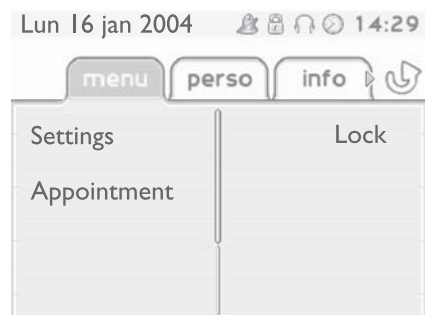 Lun 16 jan 2004 14:29
menu perso info
Settings Lock
Appointment